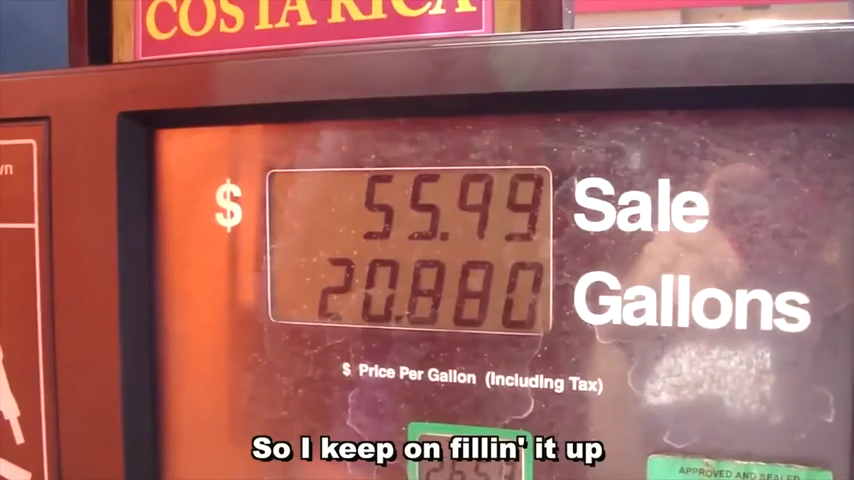 COSTA RICA
wn
$ 55.99 Sale
20.880 Gallons
$ Price Per Gallon (Including Tax)
So I keep on fillin' it up
APPROVED AND SEALED